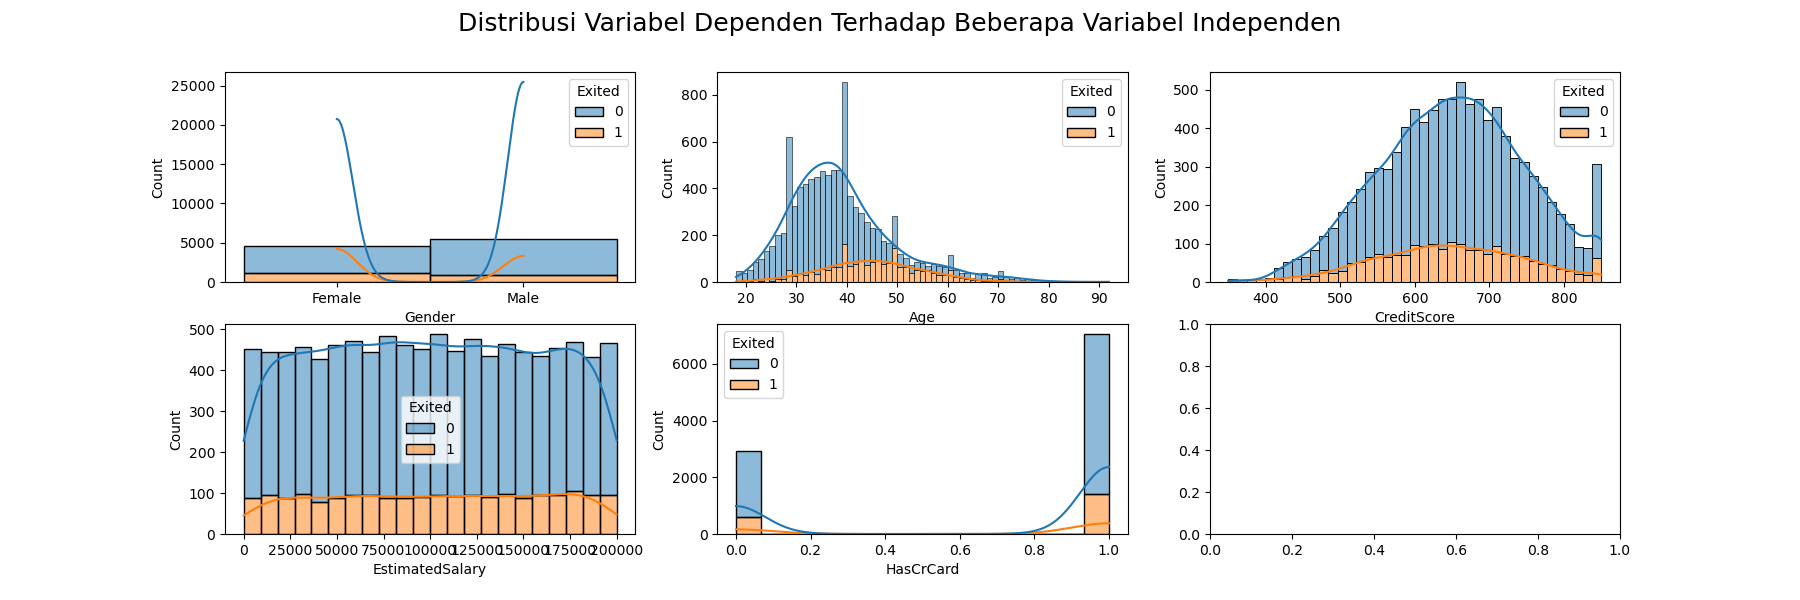 Distribusi Variabel Dependen Terhadap Beberapa Variabel Independen
25000
20000
15000
10000
5000
0
Count
Exited
0
1
Female Male
Gender
800
600
400
200
0
Count
Exited
0
1
20 30 40 50 60 70 80 90
Age
500
400
300
200
100
0
Count
Exited
0
1
400 500 600 700 800
CreditScore
500
400
300
200
100
0
Count
Exited
0
1
0 25000 50000 75000 100000 125000 150000 175000 200000
EstimatedSalary
6000
4000
2000
0
Count
Exited
0
1
0.0 0.2 0.4 0.6 0.8 1.0
HasCrCard
1.0
0.8
0.6
0.4
0.2
0.0
0.0 0.2 0.4 0.6 0.8 1.0